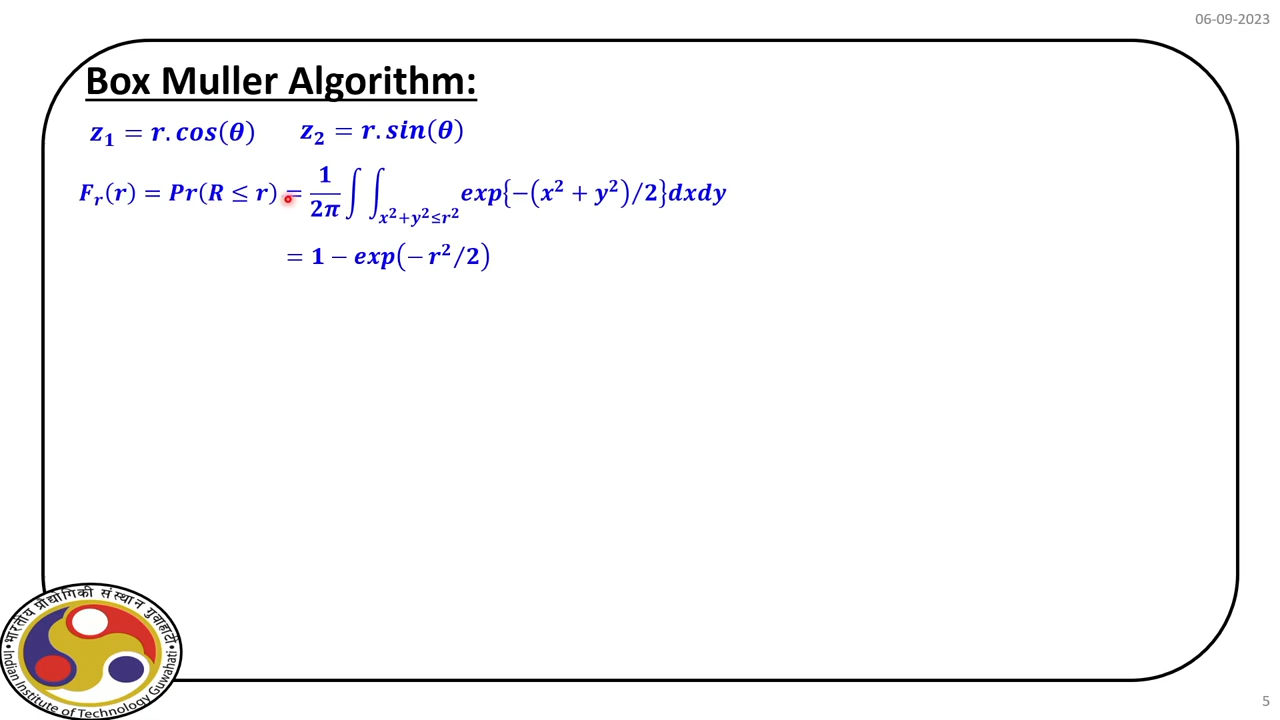 06-09-2023
Box Muller Algorithm:
z₁ = r.cos(θ) z₂ = r.sin(θ)
Fᵣ(r) = Pr(R ≤ r) = 1/2π ∫∫_{x²+y²≤r²} exp{−(x² + y²)/2}dxdy
= 1 − exp(− r²/2)
भारतीय प्रौद्योगिकी संस्थान गुवाहाटी
Indian Institute of Technology Guwahati
5